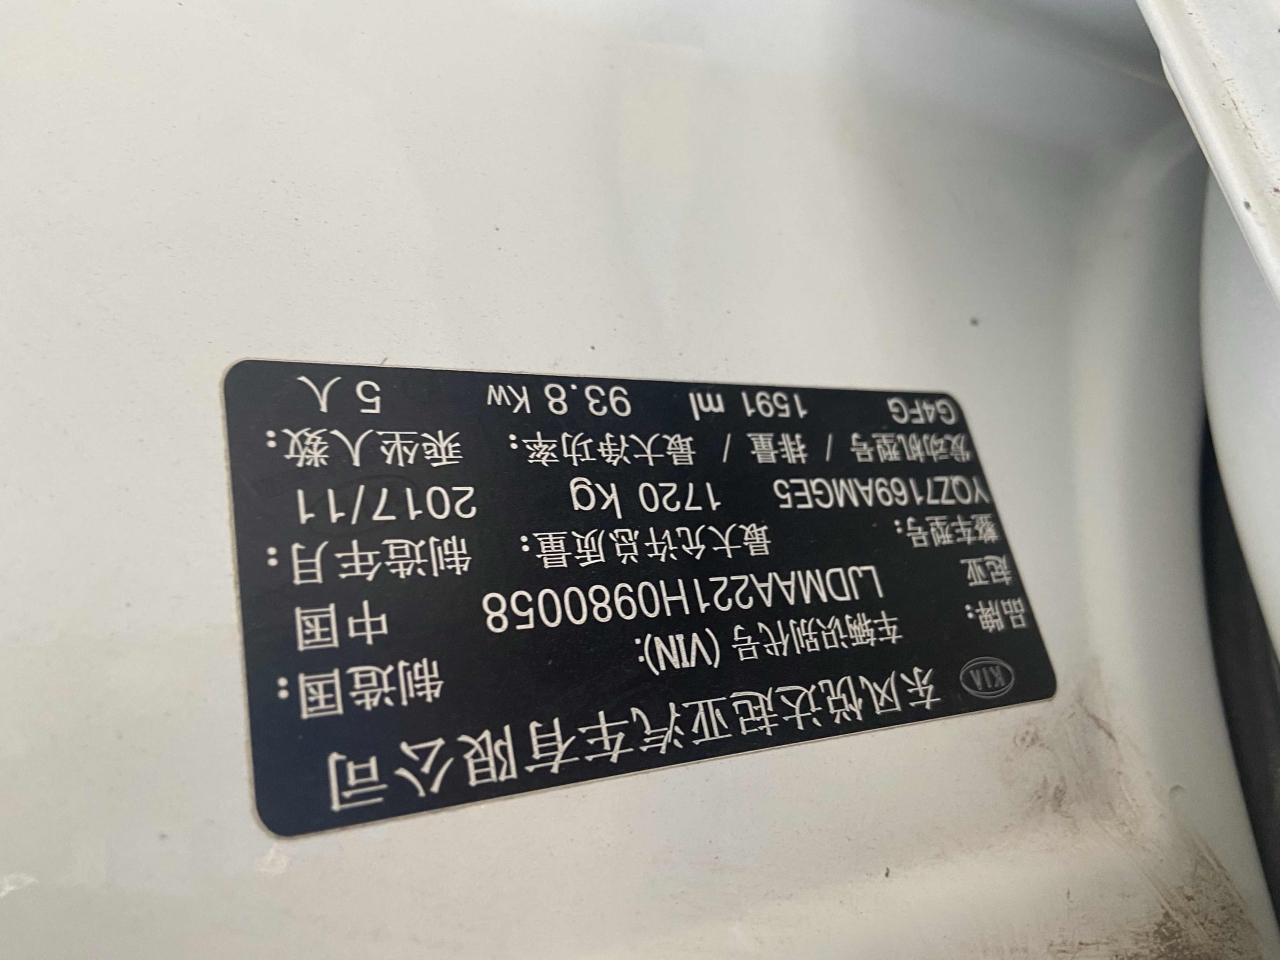 KIA 东风悦达起亚汽车有限公司
品牌: 车辆识别代号 (VIN): 制造国:
起亚 LJDMAA221H0980058 中国
整车型号: 最大允许总质量: 制造年月:
YQZ7169AMGE5 1720 Kg 2017/11
发动机型号 / 排量 / 最大净功率: 乘坐人数:
G4FG 1591 ml 93.8 Kw 5 人